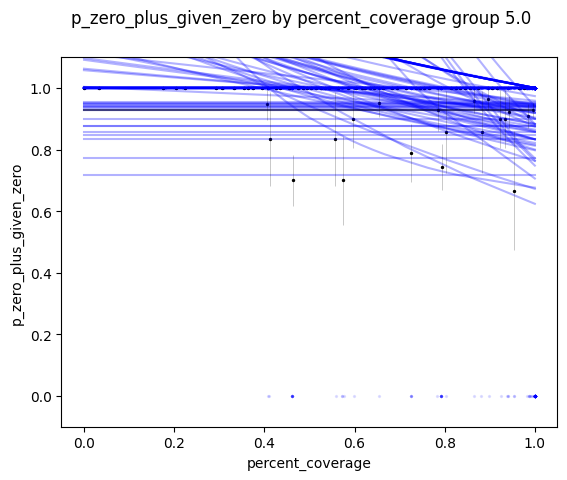 p_zero_plus_given_zero by percent_coverage group 5.0
p_zero_plus_given_zero
1.0
0.8
0.6
0.4
0.2
0.0
0.0 0.2 0.4 0.6 0.8 1.0
percent_coverage